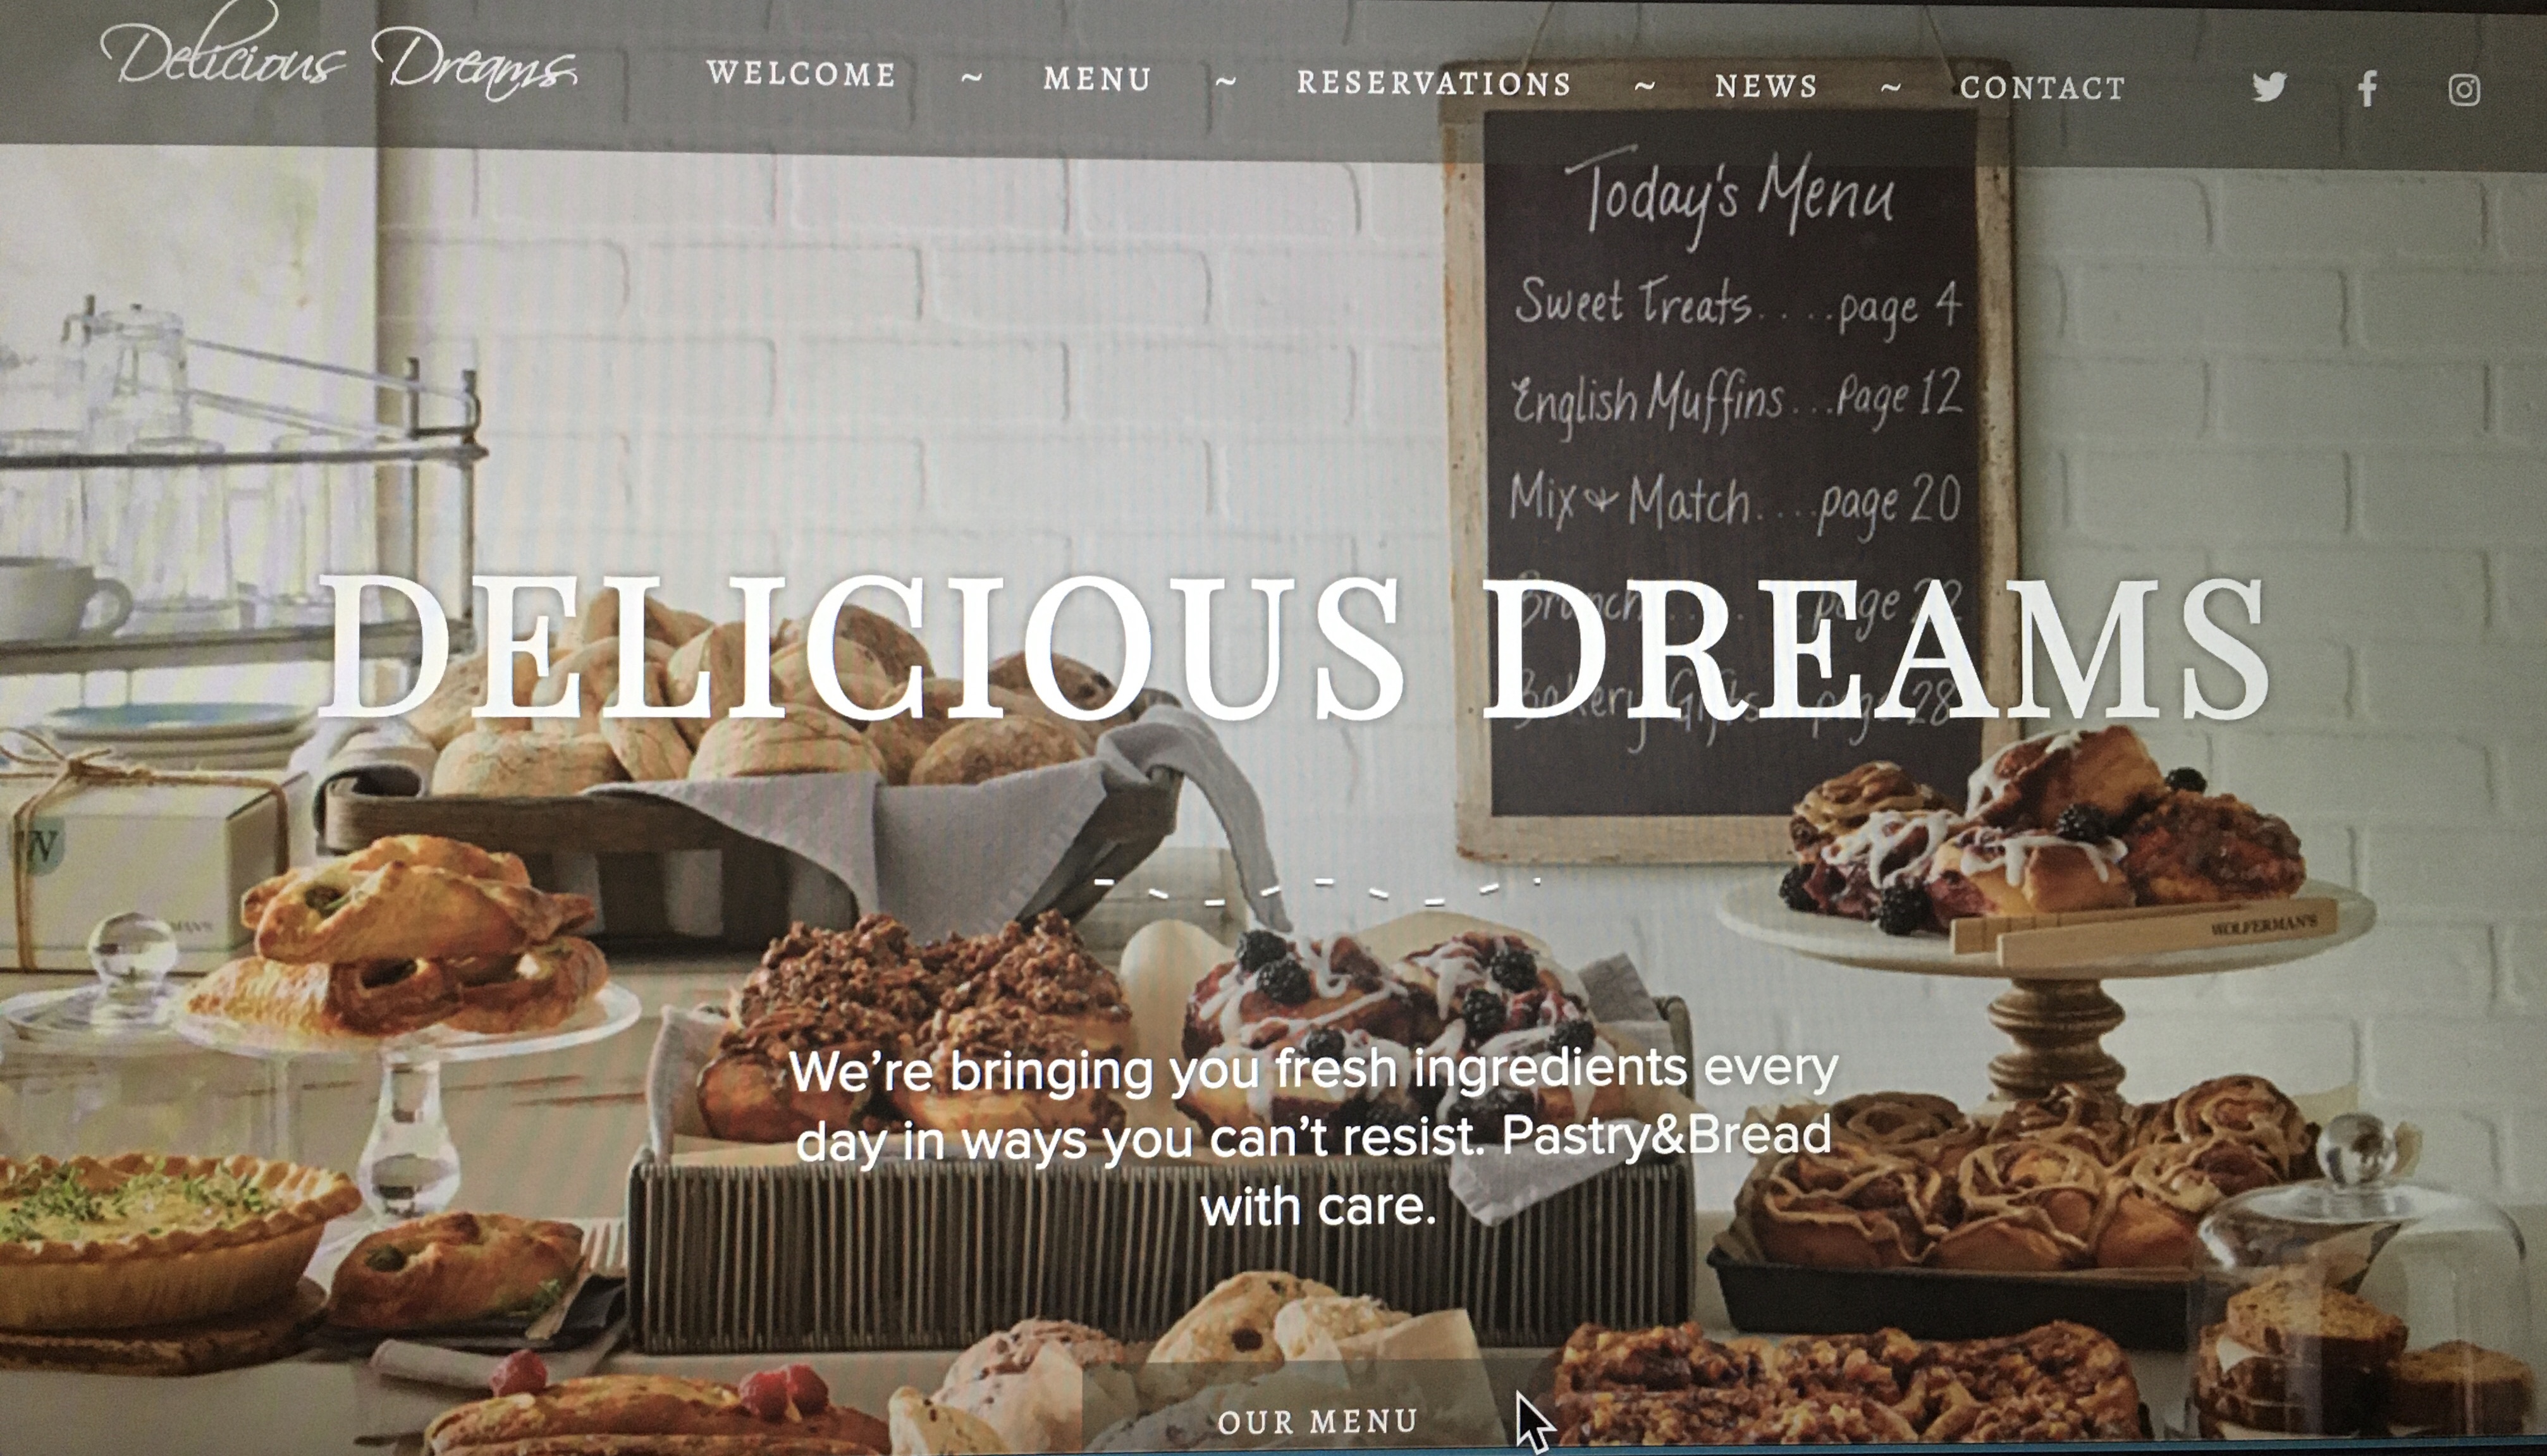 Delicious Dreams
WELCOME ~ MENU ~ RESERVATIONS ~ NEWS ~ CONTACT
Today's Menu
Sweet Treats.....page 4
English Muffins...Page 12
Mix & Match....page 20
Brunch.....page 22
Bakery Gifts...page 28
DELICIOUS DREAMS
W
WOLFERMAN'S
We’re bringing you fresh ingredients every
day in ways you can’t resist. Pastry&Bread
with care.
OUR MENU